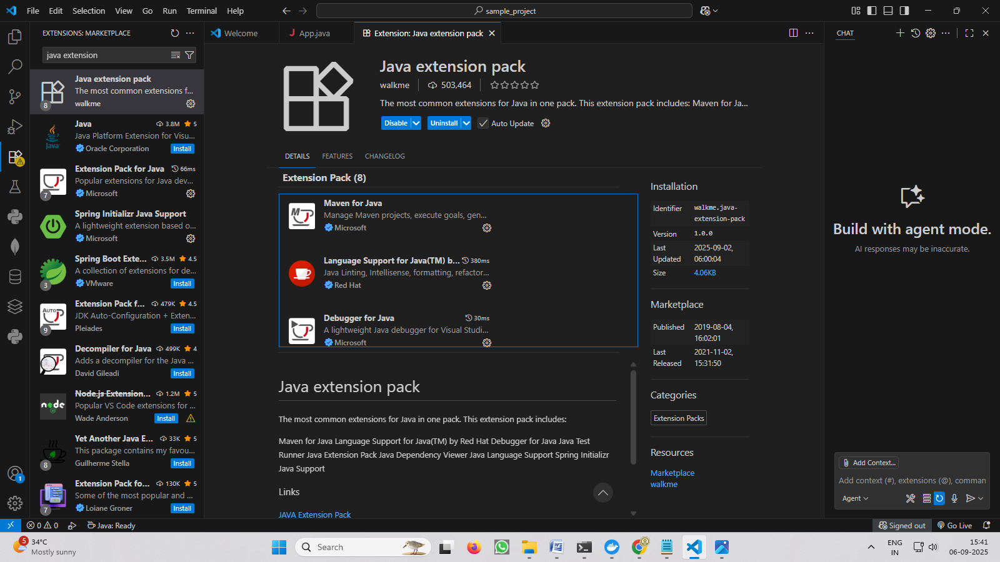 File Edit Selection View Go Run Terminal Help
sample_project
EXTENSIONS: MARKETPLACE
java extension
Java extension pack
The most common extensions f...
walkme
8
Java 3.8M 5
Java Platform Extension for Visu...
Oracle Corporation Install
Extension Pack for Java 66ms
Popular extensions for Java dev...
Microsoft
7
Spring Initializr Java Support
A lightweight extension based o...
Microsoft
Spring Boot Exte... 3.5M 4.5
A collection of extensions for de...
VMware Install
3
Extension Pack f... 479K 4.5
JDK Auto-Configuration + Exten...
Pleiades Install
9
Decompiler for Java 499K 4
Adds a decompiler for the Java ...
David Gileadi Install
Node.js Extension... 1.2M 5
Popular VS Code extensions for ...
Wade Anderson Install
Yet Another Java E... 33K 5
This package contains my favou...
Guilherme Stella Install
8
Extension Pack fo... 130K 5
Some of the most popular and ...
Loiane Groner Install
7
1
Welcome
App.java
Extension: Java extension pack
Java extension pack
walkme 503,464
The most common extensions for Java in one pack. This extension pack includes: Maven for Ja...
Disable Uninstall Auto Update
DETAILS FEATURES CHANGELOG
Extension Pack (8)
Maven for Java
Manage Maven projects, execute goals, gen...
Microsoft
Language Support for Java(TM) b... 380ms
Java Linting, Intellisense, formatting, refactor...
Red Hat
Debugger for Java 30ms
A lightweight Java debugger for Visual Studi...
Microsoft
Java extension pack
The most common extensions for Java in one pack. This extension pack includes:
Maven for Java Language Support for Java(TM) by Red Hat Debugger for Java Java Test
Runner Java Extension Pack Java Dependency Viewer Java Language Support Spring Initializr
Java Support
Links
JAVA Extension Pack
Installation
Identifier walkme.java-
extension-pack
Version 1.0.0
Last 2025-09-02,
Updated 06:00:04
Size 4.06KB
Marketplace
Published 2019-08-04,
16:02:01
Last 2021-11-02,
Released 15:31:50
Categories
Extension Packs
Resources
Marketplace
walkme
CHAT
Build with agent mode.
AI responses may be inaccurate.
Add Context...
Add context (#), extensions (@), comman
Agent
0 0 Java: Ready
Signed out Go Live
5
34°C
Mostly sunny
Search
ENG
IN
15:41
06-09-2025